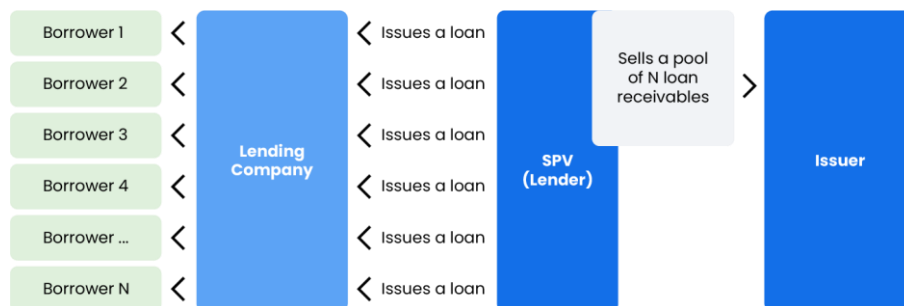 Borrower 1
Issues a loan
Borrower 2
Issues a loan
Borrower 3
Issues a loan
Borrower 4
Issues a loan
Borrower ...
Issues a loan
Borrower N
Issues a loan
Lending
Company
SPV
(Lender)
Sells a pool
of N loan
receivables
Issuer